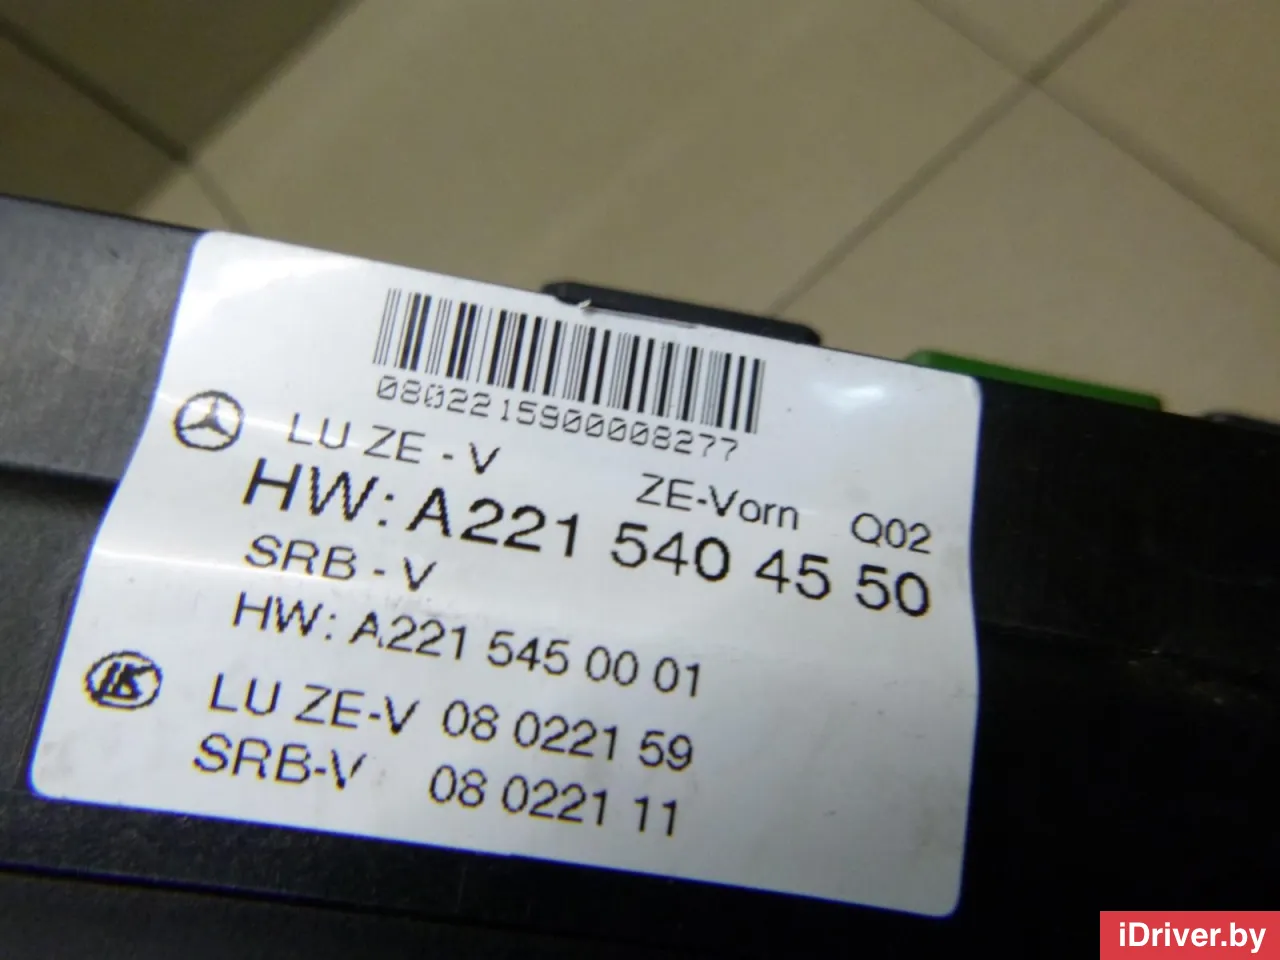 0802215900008277
LU ZE - V ZE-Vorn Q02
HW: A221 540 45 50
SRB - V
HW: A221 545 00 01
LK
LU ZE-V 08 0221 59
SRB-V 08 0221 11
iDriver.by